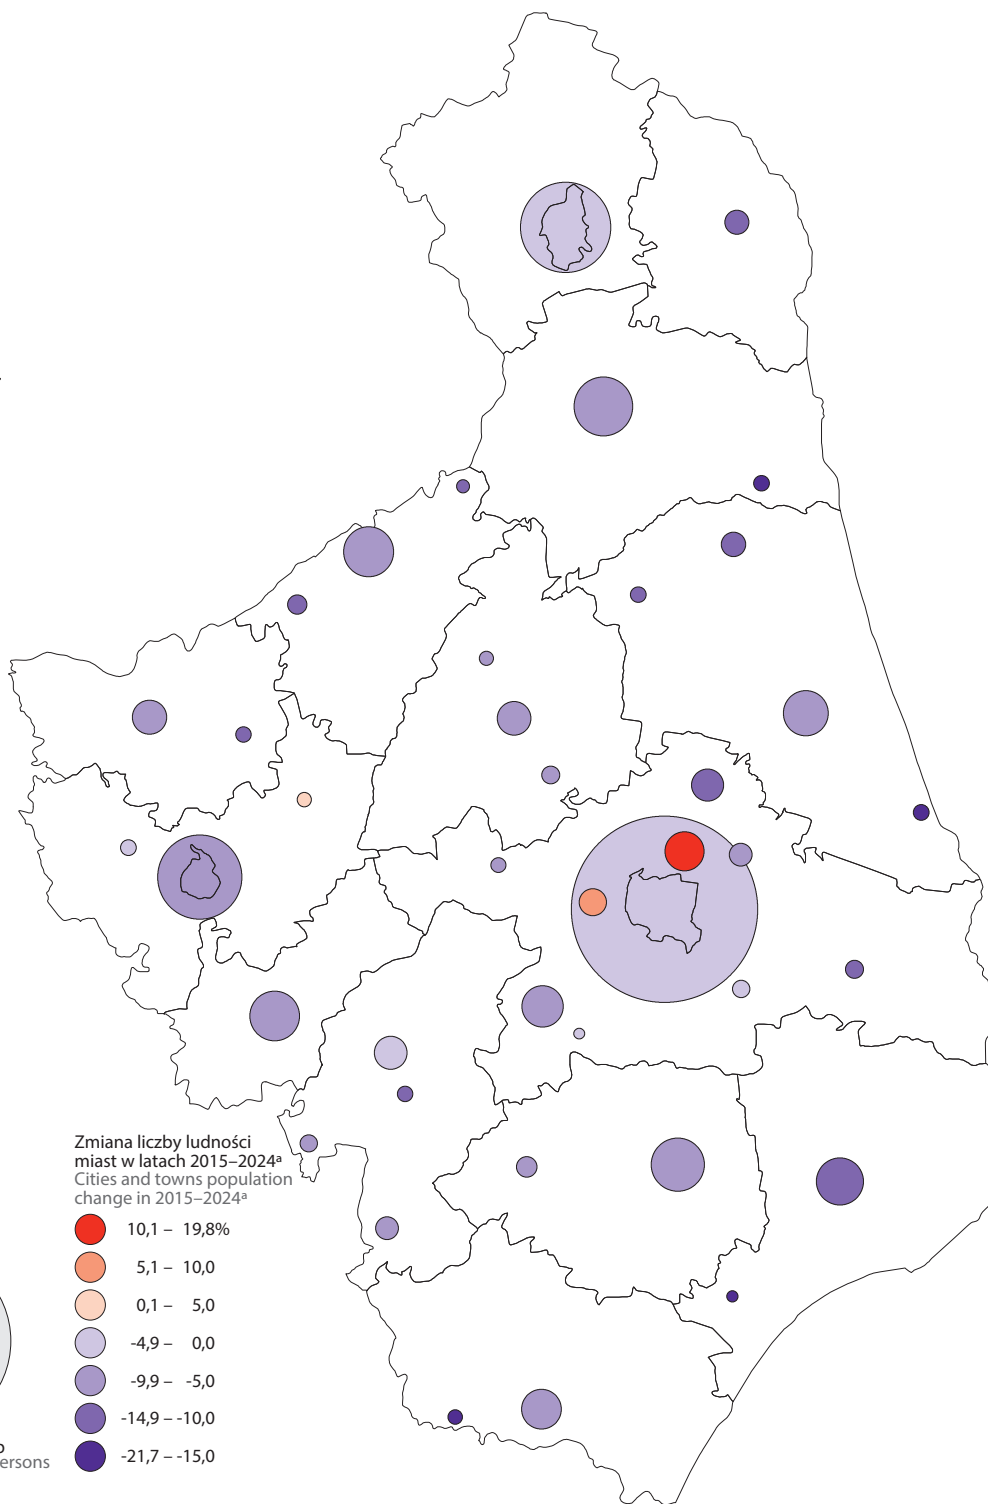 Zmiana liczby ludności
miast w latach 2015–2024ᵃ
Cities and towns population
change in 2015–2024ᵃ
10,1 – 19,8%
5,1 – 10,0
0,1 – 5,0
-4,9 – 0,0
-9,9 – -5,0
-14,9 – -10,0
-21,7 – -15,0